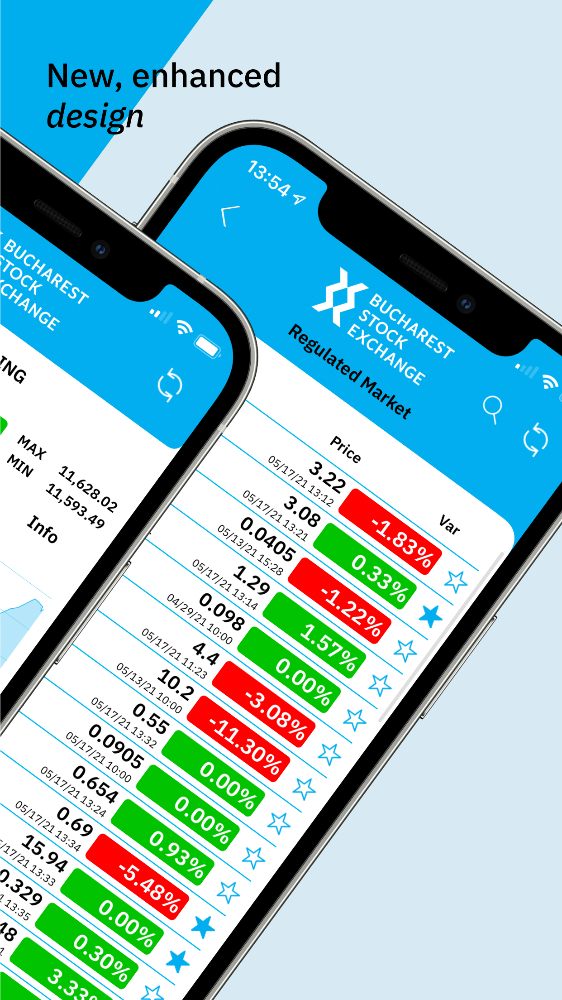 New, enhanced
design
13:54
BUCHAREST
STOCK
EXCHANGE
Regulated Market
Price
Var
3.22
05/17/21 13:12
-1.83%
3.08
05/17/21 13:21
0.33%
0.0405
05/13/21 15:28
-1.22%
1.29
05/17/21 13:14
1.57%
0.098
04/29/21 10:00
0.00%
4.4
05/17/21 11:23
-3.08%
10.2
05/13/21 10:00
-11.30%
0.55
05/17/21 13:32
0.00%
0.0905
05/17/21 10:00
0.00%
0.654
05/17/21 13:24
0.93%
0.69
05/17/21 13:34
-5.48%
15.94
/17/21 13:33
0.00%
0.329
13:35
0.30%
48
3.33%
BUCHAREST
STOCK
EXCHANGE
ING
MAX
11,628.02
MIN
11,593.49
Info